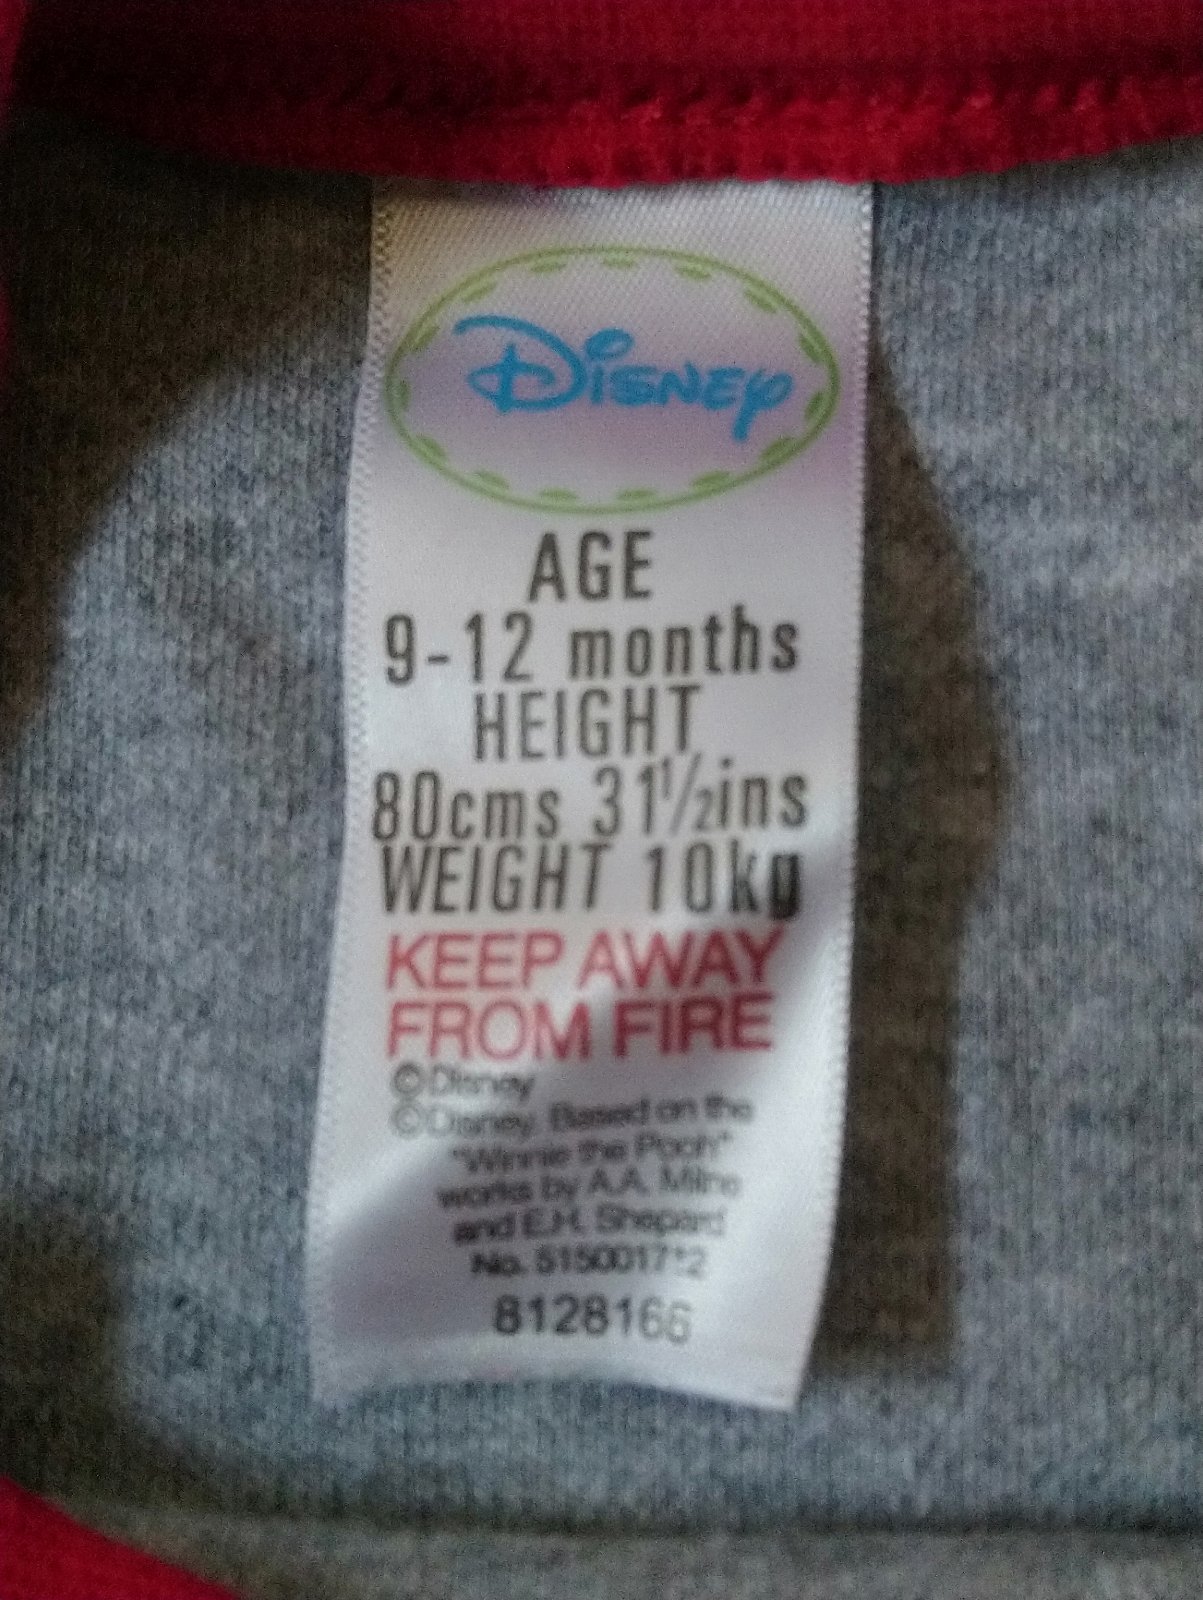 Disney
AGE
9-12 months
HEIGHT
80cms 31½ins
WEIGHT 10kg
KEEP AWAY
FROM FIRE
©Disney
©Disney. Based on the
"Winnie the Pooh"
works by A.A. Milne
and E.H. Shepard
No.
8128166